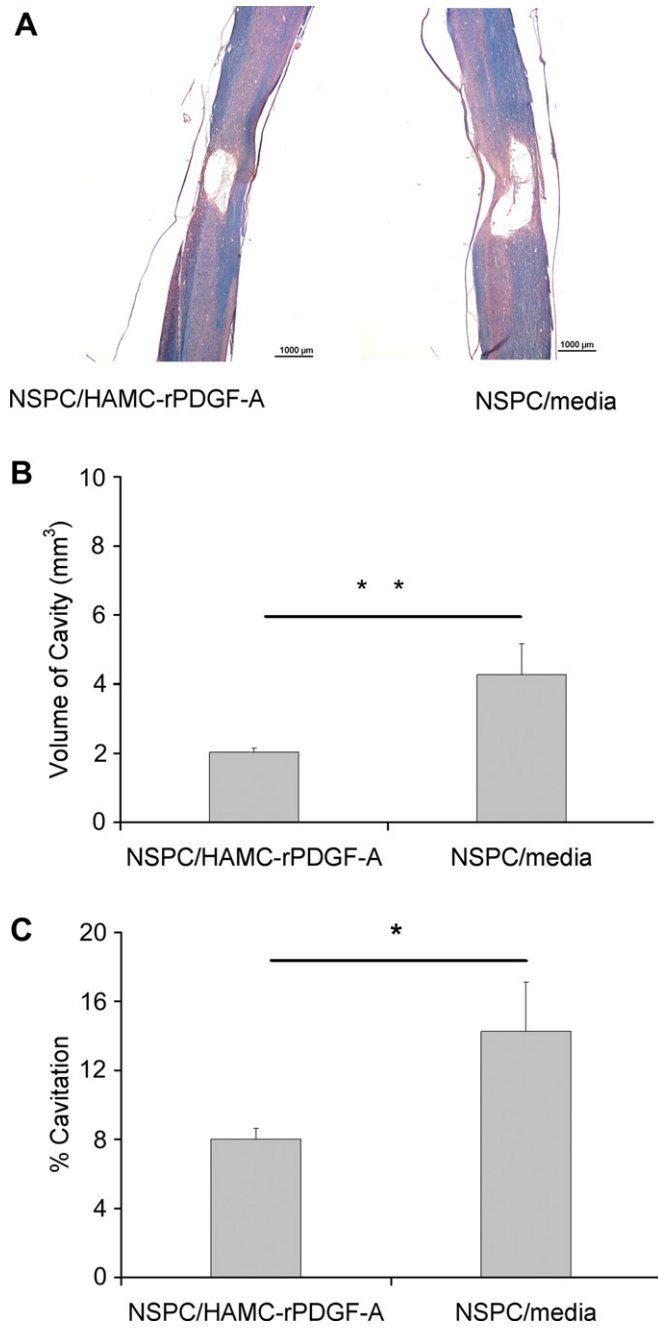 A
1000 µm
1000 µm
NSPC/HAMC-rPDGF-A
NSPC/media
B
Volume of Cavity (mm³)
10
8
6
4
2
0
* *
NSPC/HAMC-rPDGF-A
NSPC/media
C
% Cavitation
20
16
12
8
4
0
*
NSPC/HAMC-rPDGF-A
NSPC/media